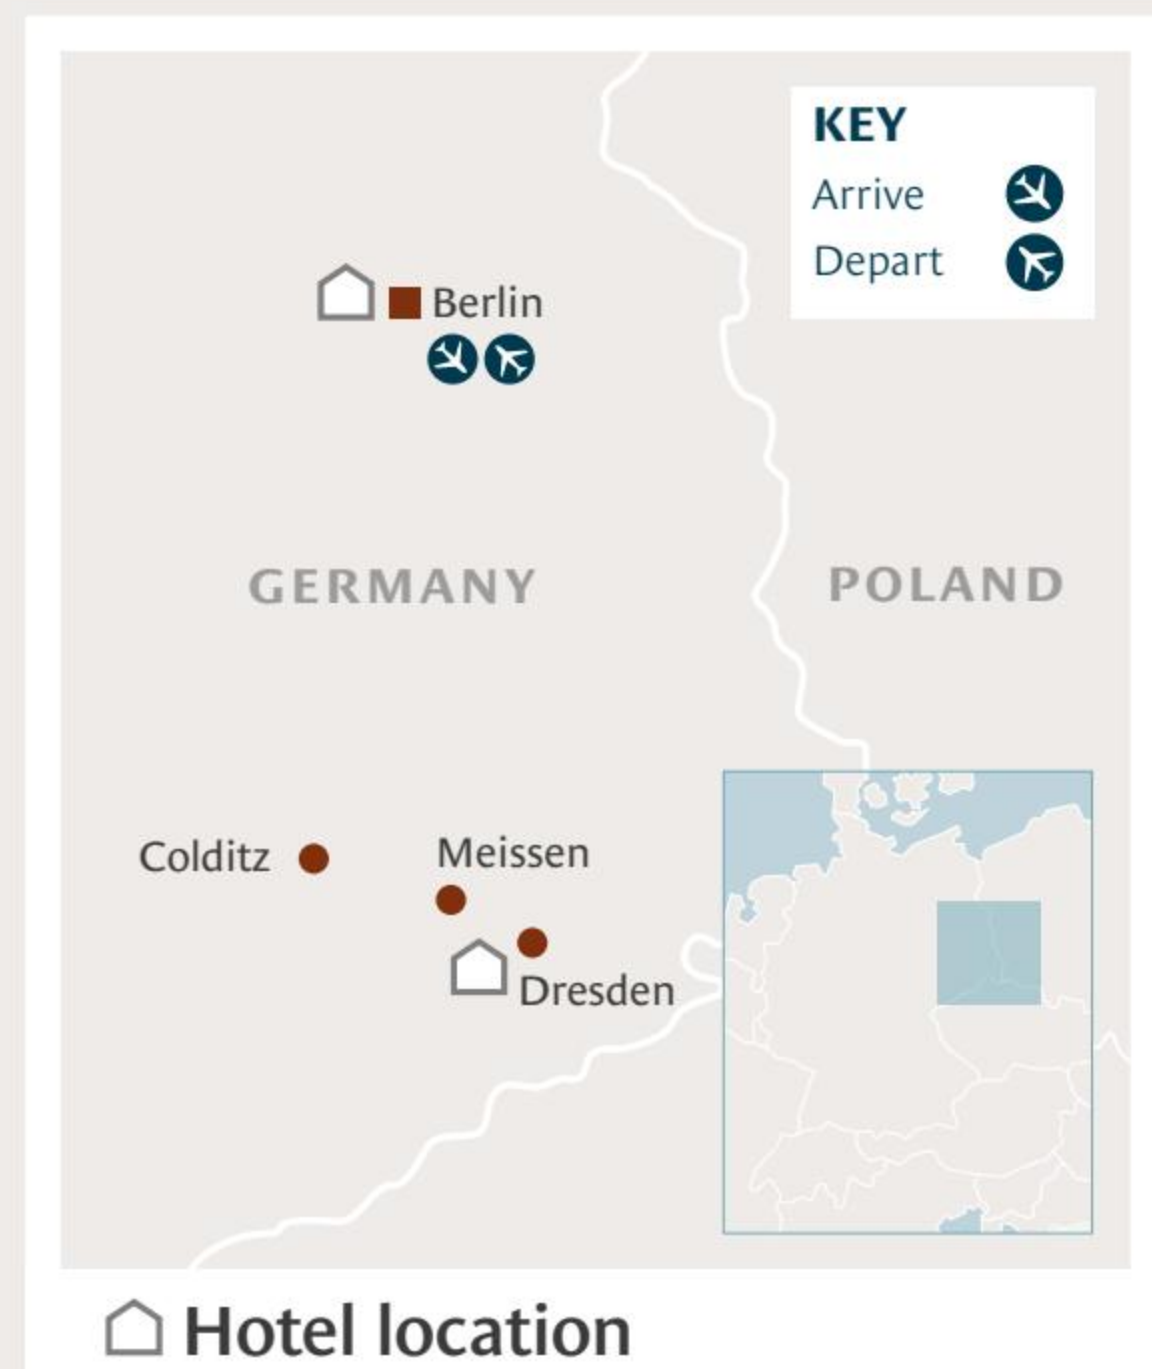 KEY
Arrive
Depart
Berlin
GERMANY
POLAND
Colditz
Meissen
Dresden
Hotel location